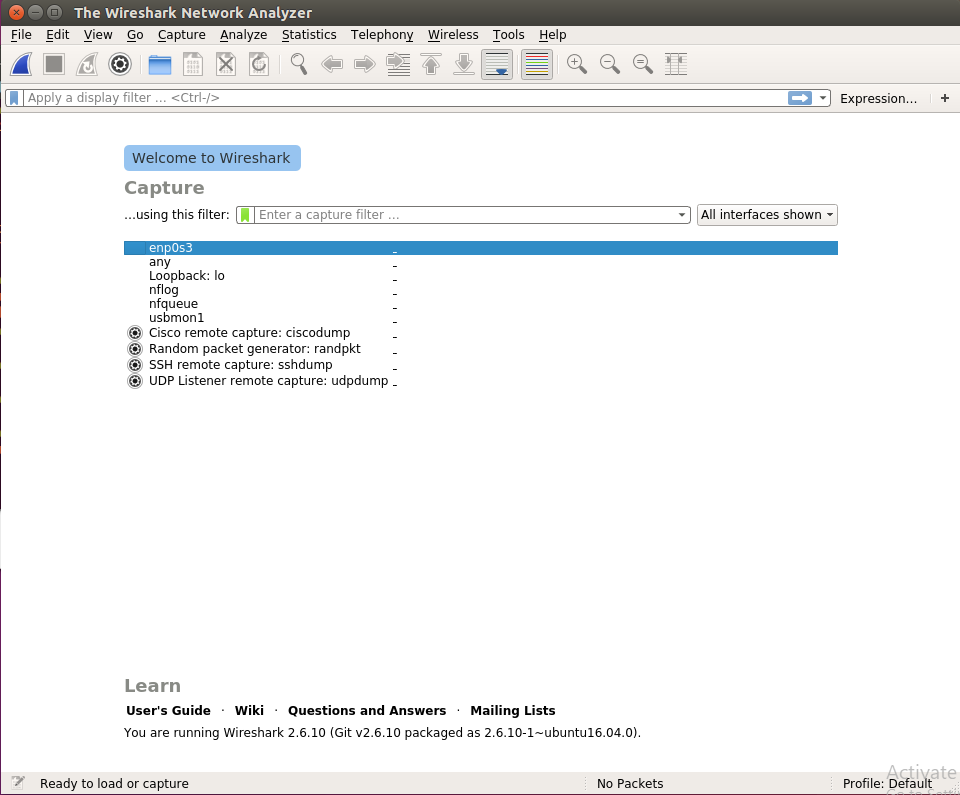 The Wireshark Network Analyzer
File Edit View Go Capture Analyze Statistics Telephony Wireless Tools Help
Apply a display filter ... <Ctrl-/> Expression... +
Welcome to Wireshark
Capture
...using this filter: Enter a capture filter ... All interfaces shown
enp0s3
any
Loopback: lo
nflog
nfqueue
usbmon1
Cisco remote capture: ciscodump
Random packet generator: randpkt
SSH remote capture: sshdump
UDP Listener remote capture: udpdump
Learn
User's Guide · Wiki · Questions and Answers · Mailing Lists
You are running Wireshark 2.6.10 (Git v2.6.10 packaged as 2.6.10-1~ubuntu16.04.0).
Activate
Ready to load or capture No Packets Profile: Default